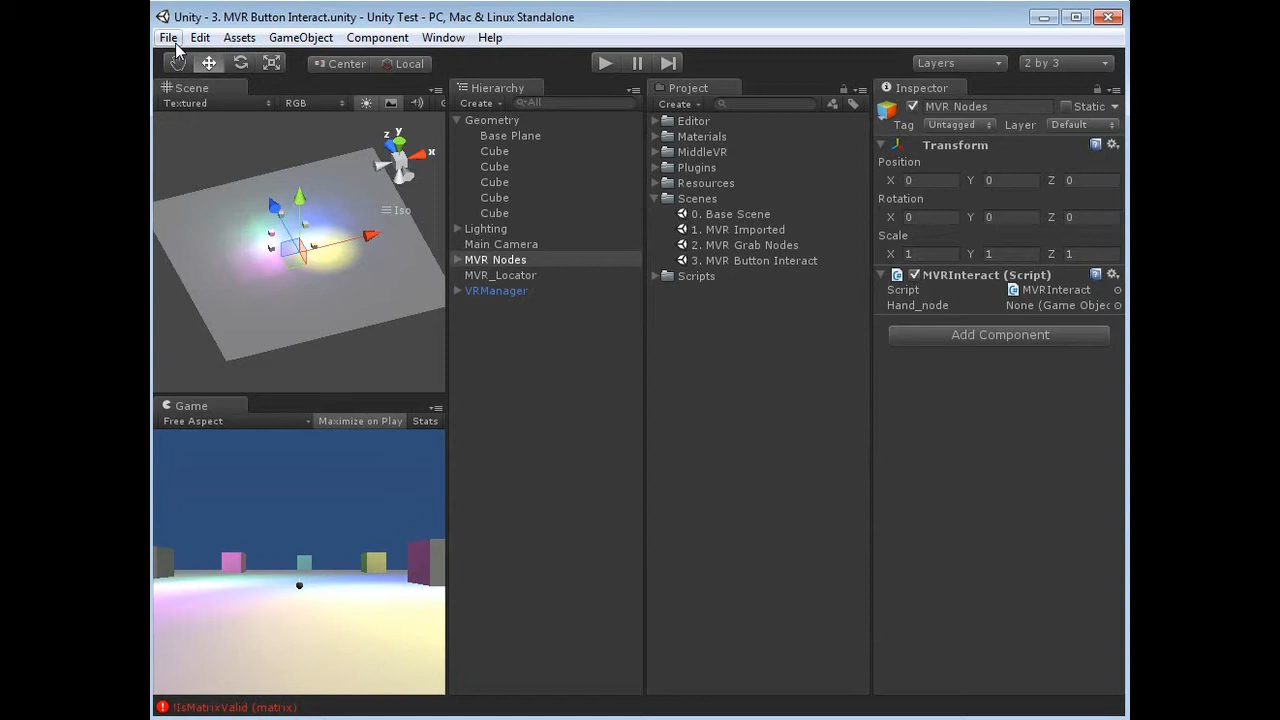 Unity - 3. MVR Button Interact.unity - Unity Test - PC, Mac & Linux Standalone
File Edit Assets GameObject Component Window Help
Center Local Layers 2 by 3
Scene
Textured RGB
y
z
x
Iso
Game
Free Aspect Maximize on Play Stats
Hierarchy
Create All
Geometry
Base Plane
Cube
Cube
Cube
Cube
Cube
Lighting
Main Camera
MVR Nodes
MVR_Locator
VRManager
Project
Create
Editor
Materials
MiddleVR
Plugins
Resources
Scenes
0. Base Scene
1. MVR Imported
2. MVR Grab Nodes
3. MVR Button Interact
Scripts
Inspector
MVR Nodes Static
Tag Untagged Layer Default
Transform
Position
X 0 Y 0 Z 0
Rotation
X 0 Y 0 Z 0
Scale
X 1 Y 1 Z 1
MVRInteract (Script)
Script MVRInteract
Hand_node None (Game Objec
Add Component
!IsMatrixValid (matrix)